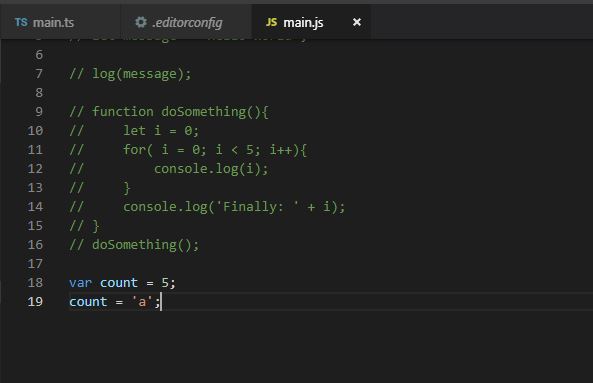 TS main.ts .editorconfig JS main.js ×
6
7 // log(message);
8
9 // function doSomething(){
10 //     let i = 0;
11 //     for( i = 0; i < 5; i++){
12 //         console.log(i);
13 //     }
14 //     console.log('Finally: ' + i);
15 // }
16 // doSomething();
17
18 var count = 5;
19 count = 'a';